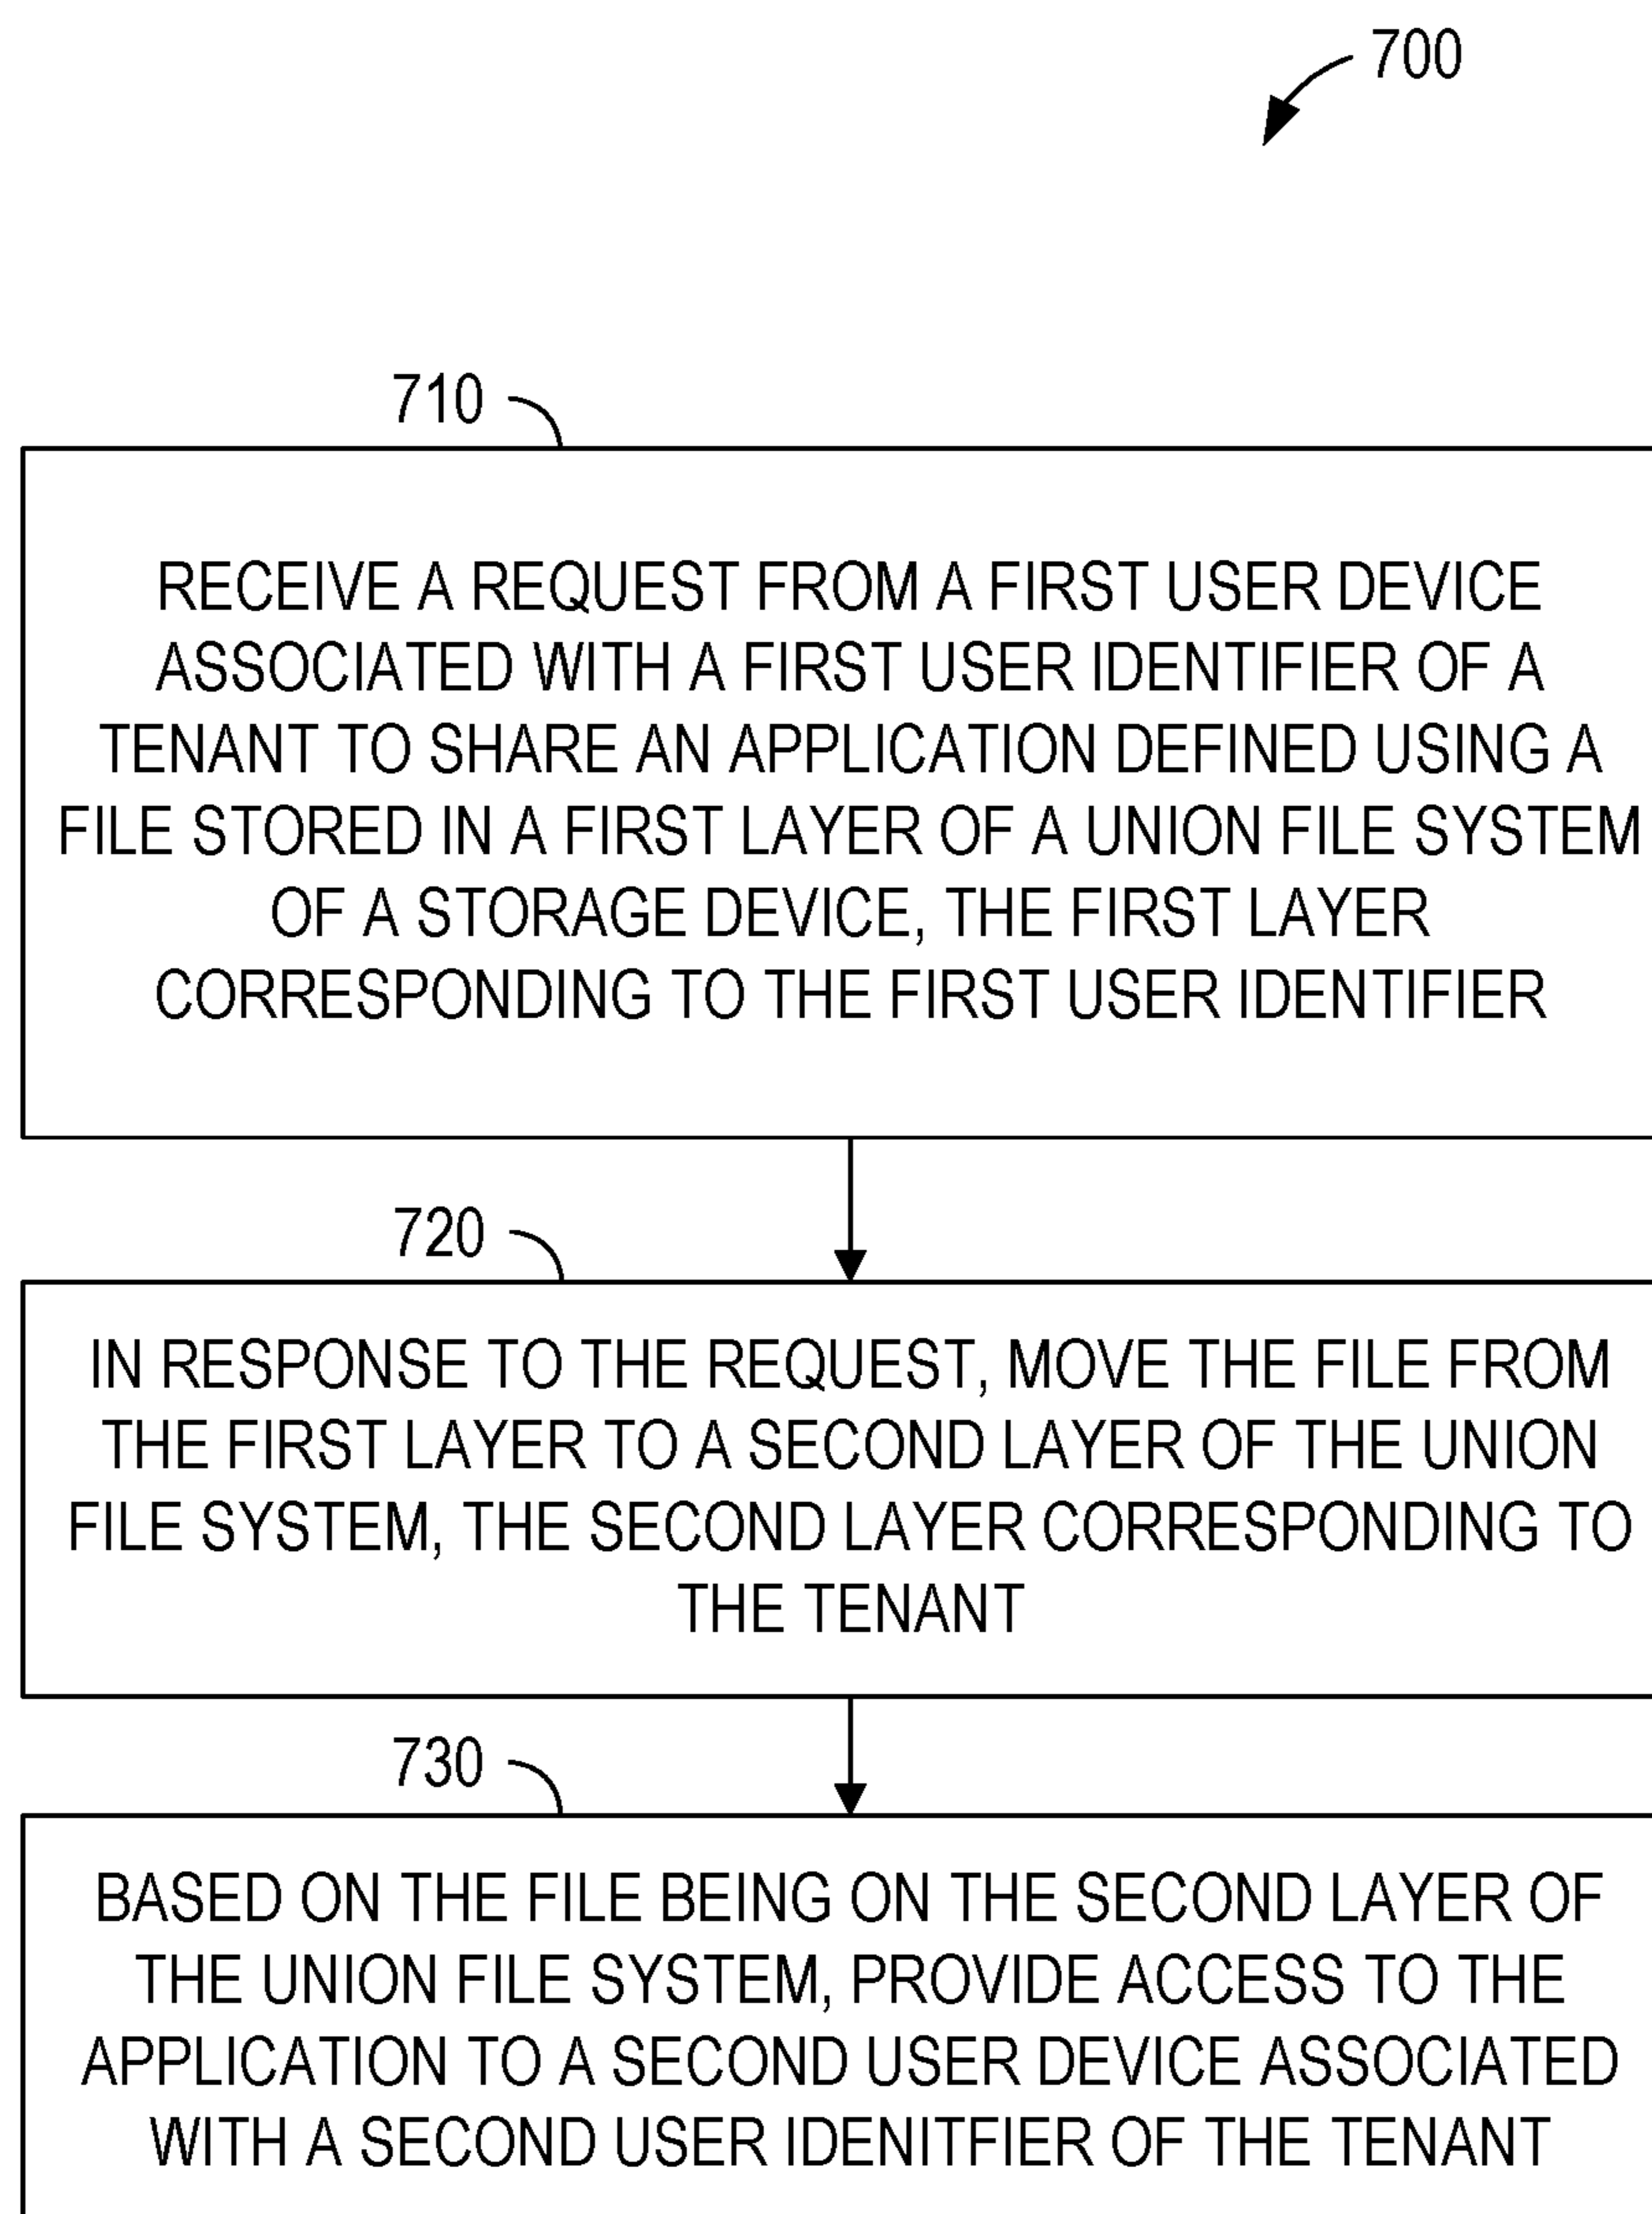 700
710
RECEIVE A REQUEST FROM A FIRST USER DEVICE
ASSOCIATED WITH A FIRST USER IDENTIFIER OF A
TENANT TO SHARE AN APPLICATION DEFINED USING A
FILE STORED IN A FIRST LAYER OF A UNION FILE SYSTEM
OF A STORAGE DEVICE, THE FIRST LAYER
CORRESPONDING TO THE FIRST USER IDENTIFIER
720
IN RESPONSE TO THE REQUEST, MOVE THE FILE FROM
THE FIRST LAYER TO A SECOND LAYER OF THE UNION
FILE SYSTEM, THE SECOND LAYER CORRESPONDING TO
THE TENANT
730
BASED ON THE FILE BEING ON THE SECOND LAYER OF
THE UNION FILE SYSTEM, PROVIDE ACCESS TO THE
APPLICATION TO A SECOND USER DEVICE ASSOCIATED
WITH A SECOND USER IDENITFIER OF THE TENANT